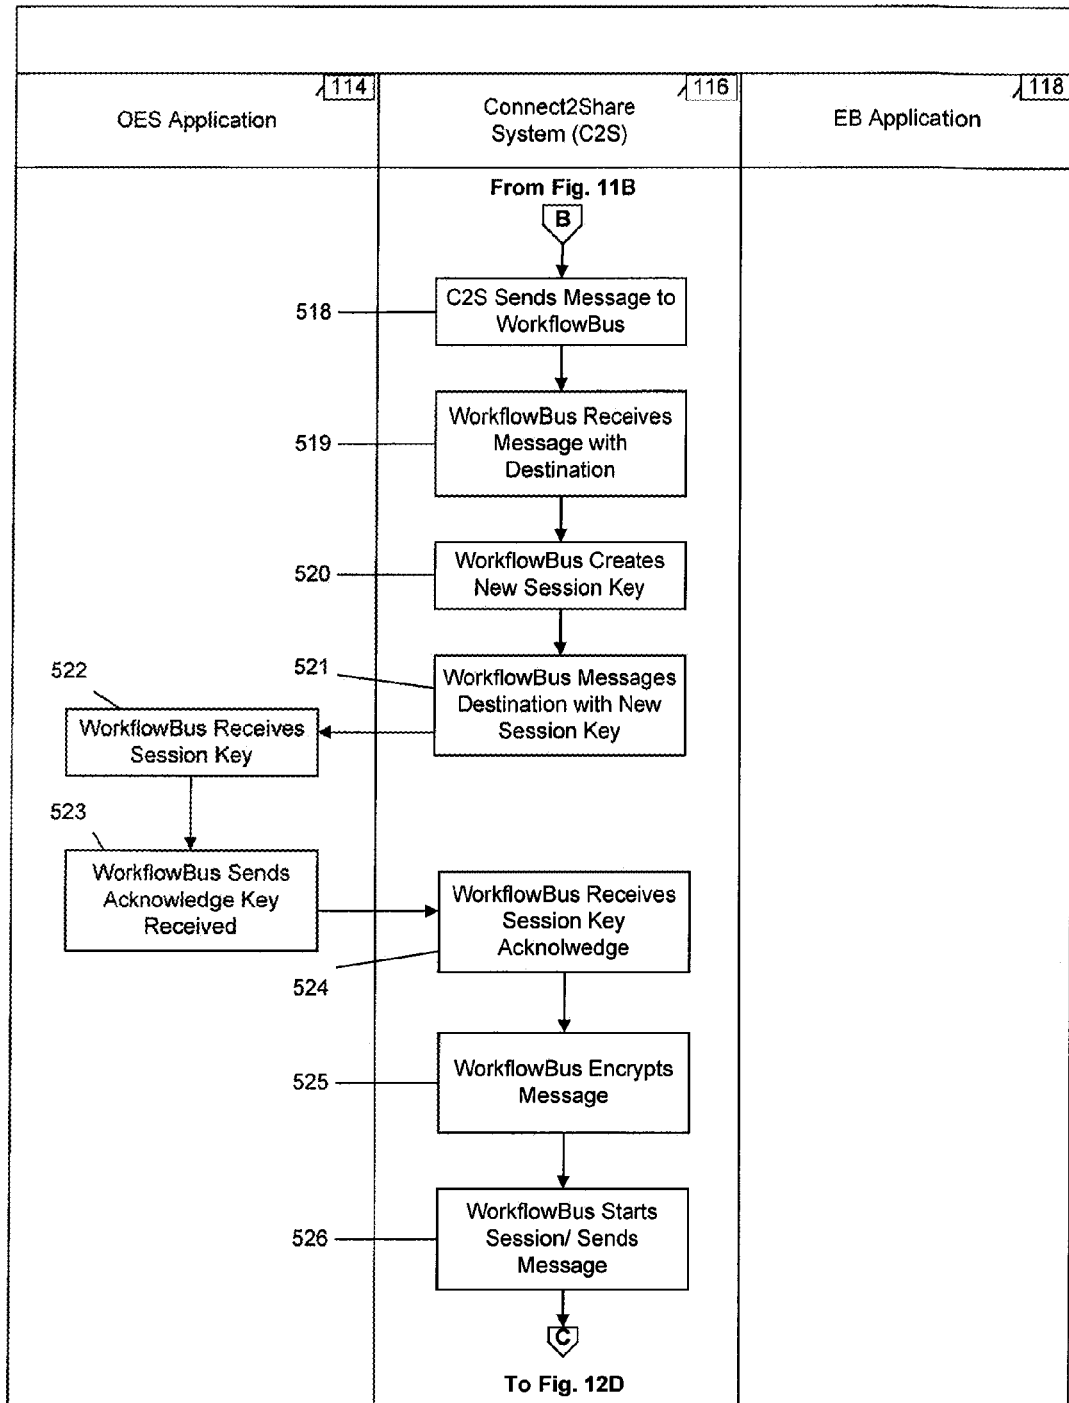 114
OES Application
116
Connect2Share
System (C2S)
118
EB Application
From Fig. 11B
B
518
C2S Sends Message to
WorkflowBus
519
WorkflowBus Receives
Message with
Destination
520
WorkflowBus Creates
New Session Key
521
WorkflowBus Messages
Destination with New
Session Key
522
WorkflowBus Receives
Session Key
523
WorkflowBus Sends
Acknowledge Key
Received
WorkflowBus Receives
Session Key
Acknolwedge
524
525
WorkflowBus Encrypts
Message
526
WorkflowBus Starts
Session/ Sends
Message
C
To Fig. 12D